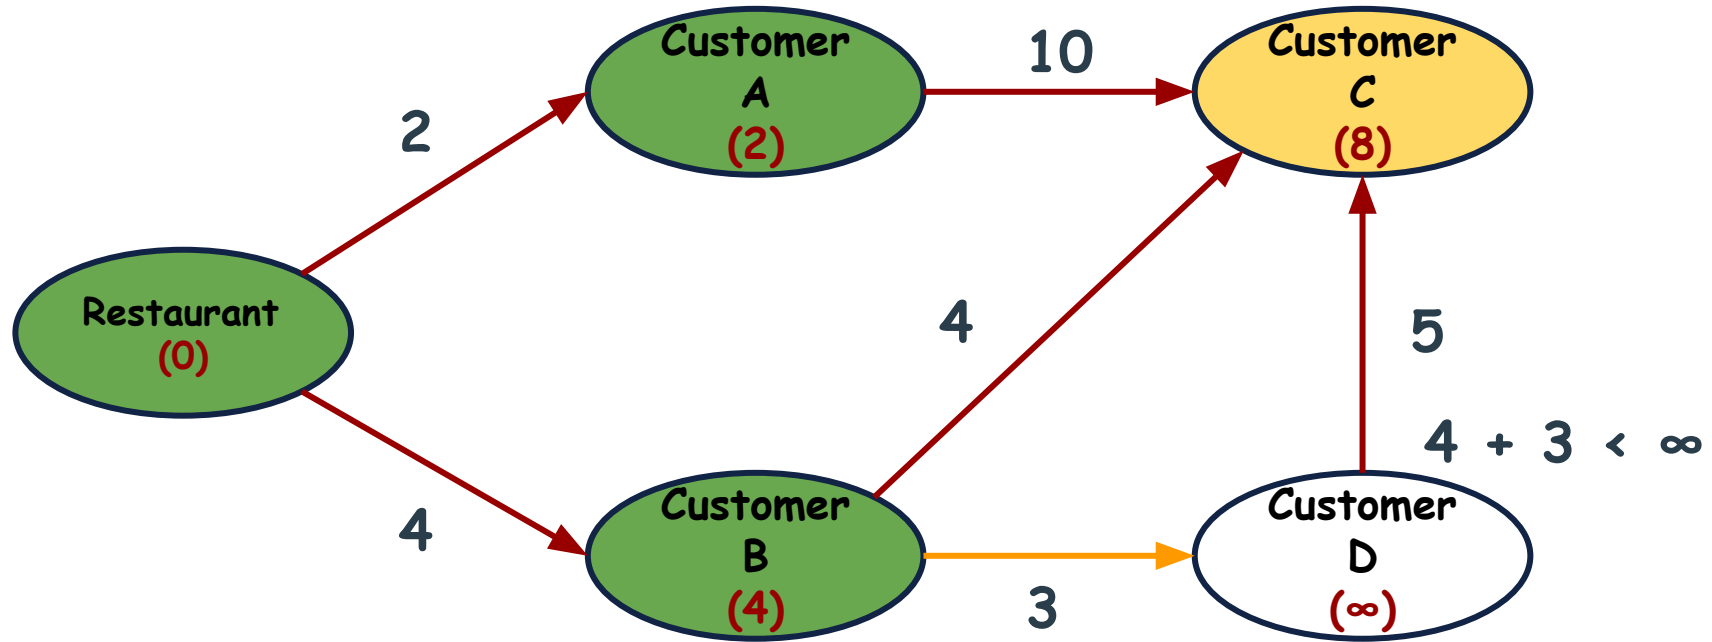 Customer
A
(2)
10
Customer
C
(8)
2
Restaurant
(0)
4
5
4 + 3 < ∞
4
Customer
B
(4)
3
Customer
D
(∞)